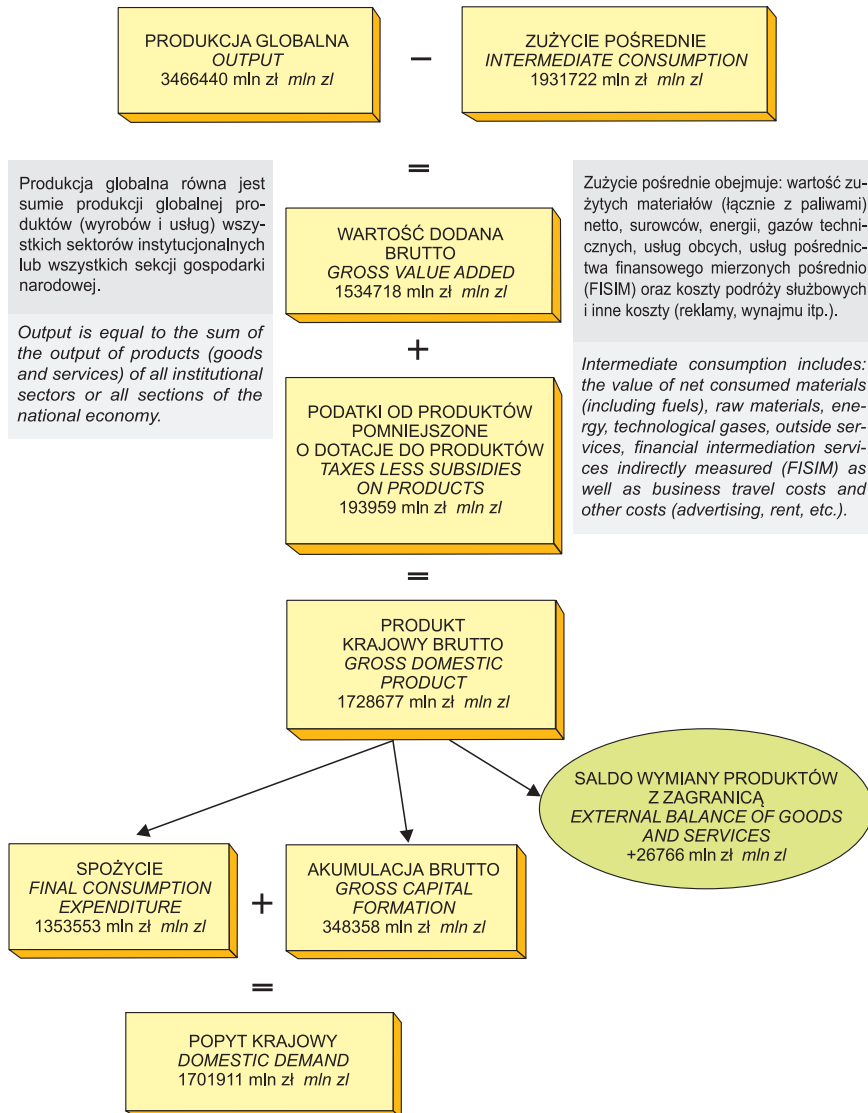 PRODUKCJA GLOBALNA
OUTPUT
3466440 mln zł mln zl
–
ZUŻYCIE POŚREDNIE
INTERMEDIATE CONSUMPTION
1931722 mln zł mln zl
=
Produkcja globalna równa jest
sumie produkcji globalnej pro-
duktów (wyrobów i usług) wszy-
stkich sektorów instytucjonalnych
lub wszystkich sekcji gospodarki
narodowej.
Output is equal to the sum of
the output of products (goods
and services) of all institutional
sectors or all sections of the
national economy.
WARTOŚĆ DODANA
BRUTTO
GROSS VALUE ADDED
1534718 mln zł mln zl
+
PODATKI OD PRODUKTÓW
POMNIEJSZONE
O DOTACJE DO PRODUKTÓW
TAXES LESS SUBSIDIES
ON PRODUCTS
193959 mln zł mln zl
Zużycie pośrednie obejmuje: wartość zu-
żytych materiałów (łącznie z paliwami)
netto, surowców, energii, gazów techni-
cznych, usług obcych, usług pośrednic-
twa finansowego mierzonych pośrednio
(FISIM) oraz koszty podróży służbowych
i inne koszty (reklamy, wynajmu itp.).
Intermediate consumption includes:
the value of net consumed materials
(including fuels), raw materials, ene-
rgy, technological gases, outside ser-
vices, financial intermediation servi-
ces indirectly measured (FISIM) as
well as business travel costs and
other costs (advertising, rent, etc.).
=
PRODUKT
KRAJOWY BRUTTO
GROSS DOMESTIC
PRODUCT
1728677 mln zł mln zl
SALDO WYMIANY PRODUKTÓW
Z ZAGRANICĄ
EXTERNAL BALANCE OF GOODS
AND SERVICES
+26766 mln zł mln zl
SPOŻYCIE
FINAL CONSUMPTION
EXPENDITURE
1353553 mln zł mln zl
+
AKUMULACJA BRUTTO
GROSS CAPITAL
FORMATION
348358 mln zł mln zl
=
POPYT KRAJOWY
DOMESTIC DEMAND
1701911 mln zł mln zl